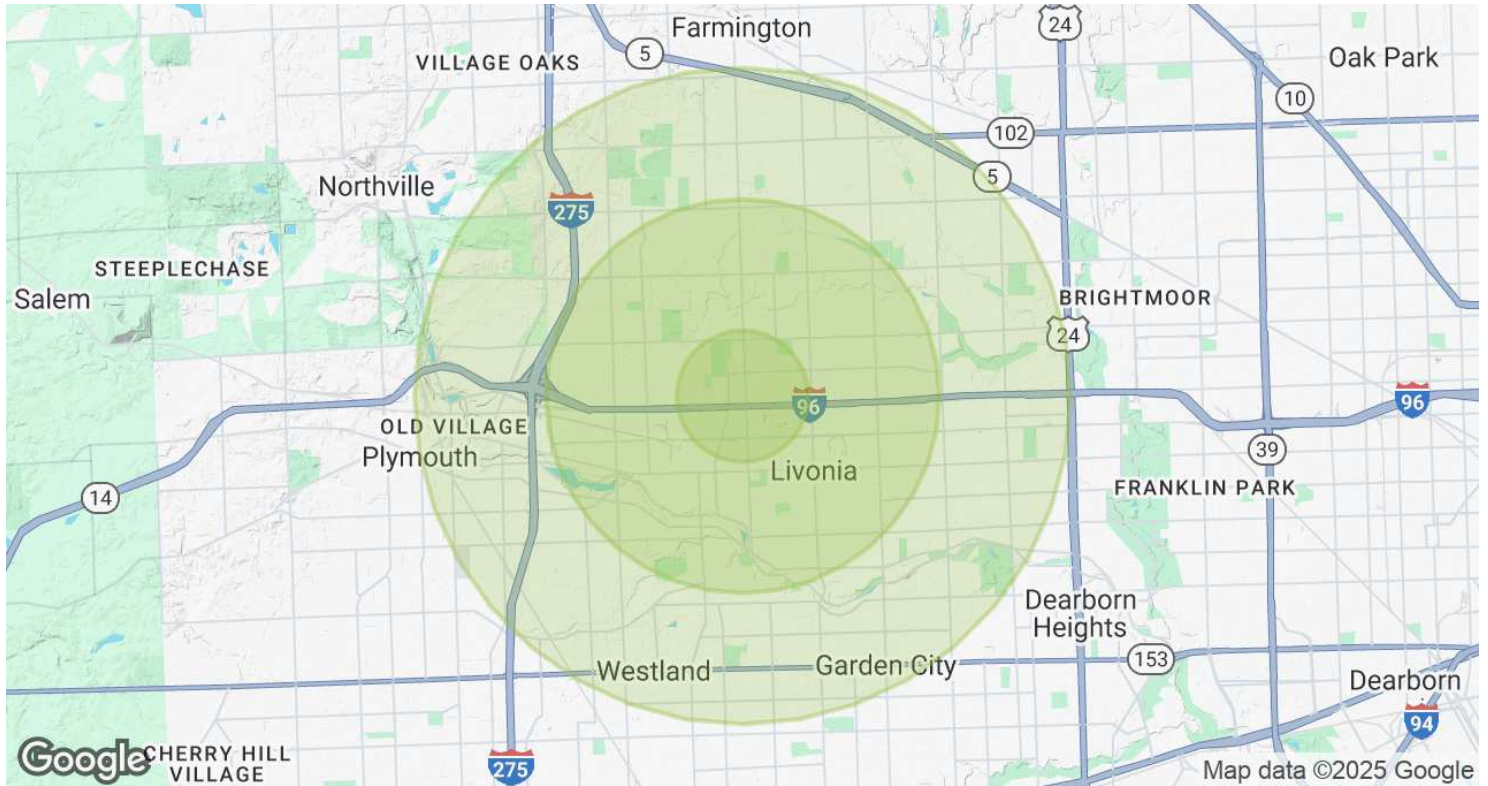 Farmington
24
5
VILLAGE OAKS
Oak Park
10
102
5
Northville
275
STEEPLECHASE
Salem
BRIGHTMOOR
24
96
96
OLD VILLAGE
Plymouth
39
Livonia
14
FRANKLIN PARK
Dearborn
Heights
Westland
Garden City
153
Dearborn
94
Google
CHERRY HILL
VILLAGE
275
Map data ©2025 Google